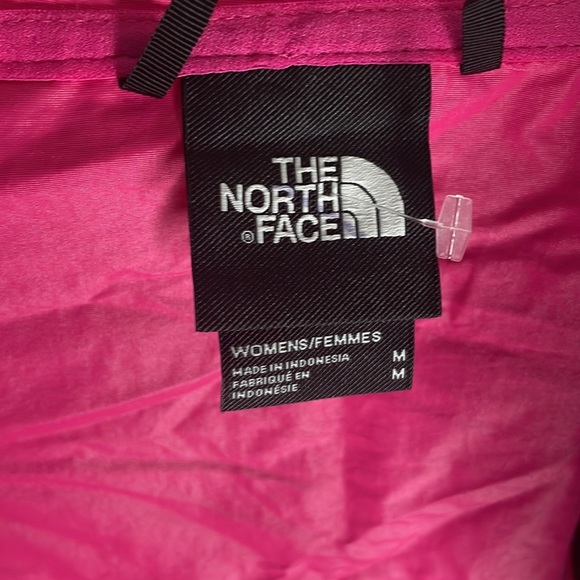 THE
NORTH
® FACE
WOMENS/FEMMES
MADE IN INDONESIA M
FABRIQUÉ EN M
INDONÉSIE